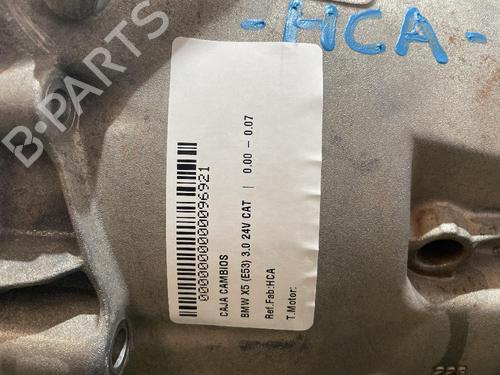 -HCA-
B-PARTS
0000000000096921
CAJA CAMBIOS
BMW X5 (E53) 3.0 24V CAT | 0.00 - 0.07
Ref.Fab:HCA
T.Motor: